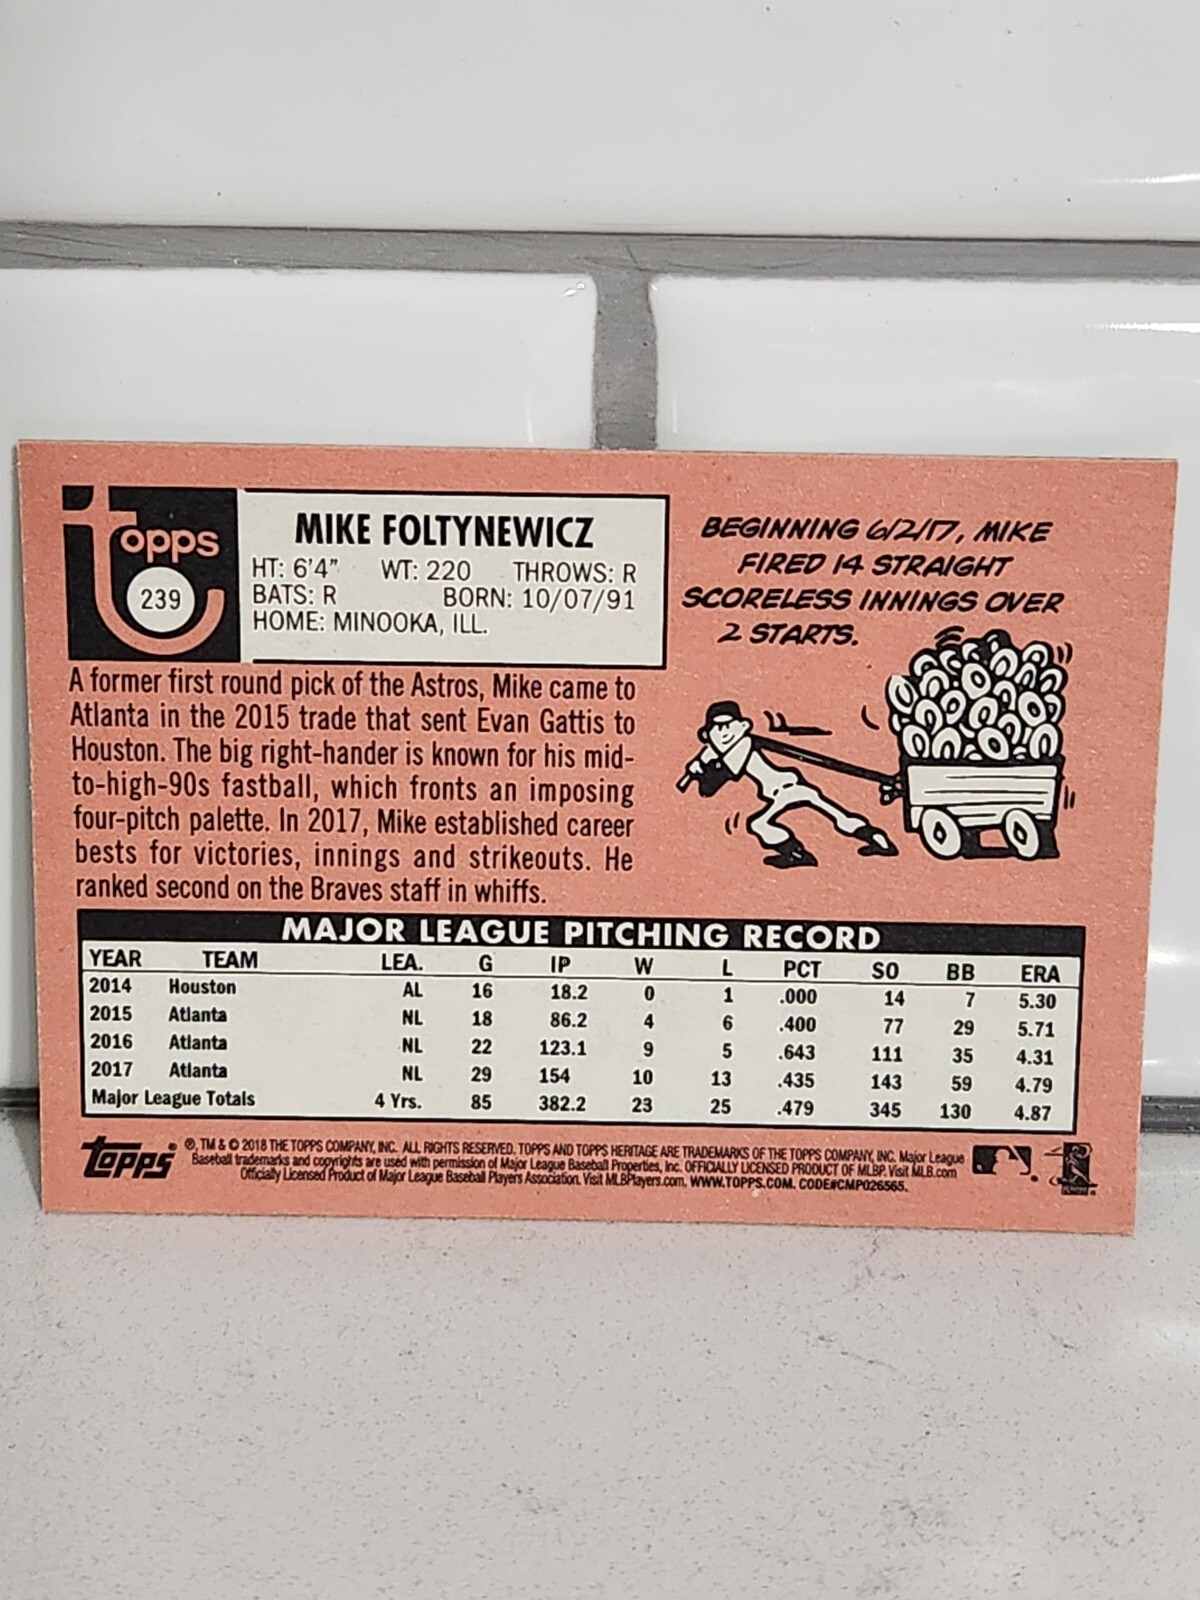 topps
239
MIKE FOLTYNEWICZ
HT: 6'4" WT: 220 THROWS: R
BATS: R BORN: 10/07/91
HOME: MINOOKA, ILL.
BEGINNING 6/2/17, MIKE
FIRED 14 STRAIGHT
SCORELESS INNINGS OVER
2 STARTS.
A former first round pick of the Astros, Mike came to
Atlanta in the 2015 trade that sent Evan Gattis to
Houston. The big right-hander is known for his mid-
to-high-90s fastball, which fronts an imposing
four-pitch palette. In 2017, Mike established career
bests for victories, innings and strikeouts. He
ranked second on the Braves staff in whiffs.
MAJOR LEAGUE PITCHING RECORD
YEAR TEAM LEA. G IP W L PCT SO BB ERA
2014 Houston AL 16 18.2 0 1 .000 14 7 5.30
2015 Atlanta NL 18 86.2 4 6 .400 77 29 5.71
2016 Atlanta NL 22 123.1 9 5 .643 111 35 4.31
2017 Atlanta NL 29 154 10 13 .435 143 59 4.79
Major League Totals 4 Yrs. 85 382.2 23 25 .479 345 130 4.87
topps ®
®, TM & © 2018 THE TOPPS COMPANY, INC. ALL RIGHTS RESERVED. TOPPS AND TOPPS HERITAGE ARE TRADEMARKS OF THE TOPPS COMPANY, INC. Major League
Baseball trademarks and copyrights are used with permission of Major League Baseball Properties, Inc. OFFICIALLY LICENSED PRODUCT OF MLBP. Visit MLB.com
Officially Licensed Product of Major League Baseball Players Association. Visit MLBPlayers.com. WWW.TOPPS.COM. CODE#CMP026565.